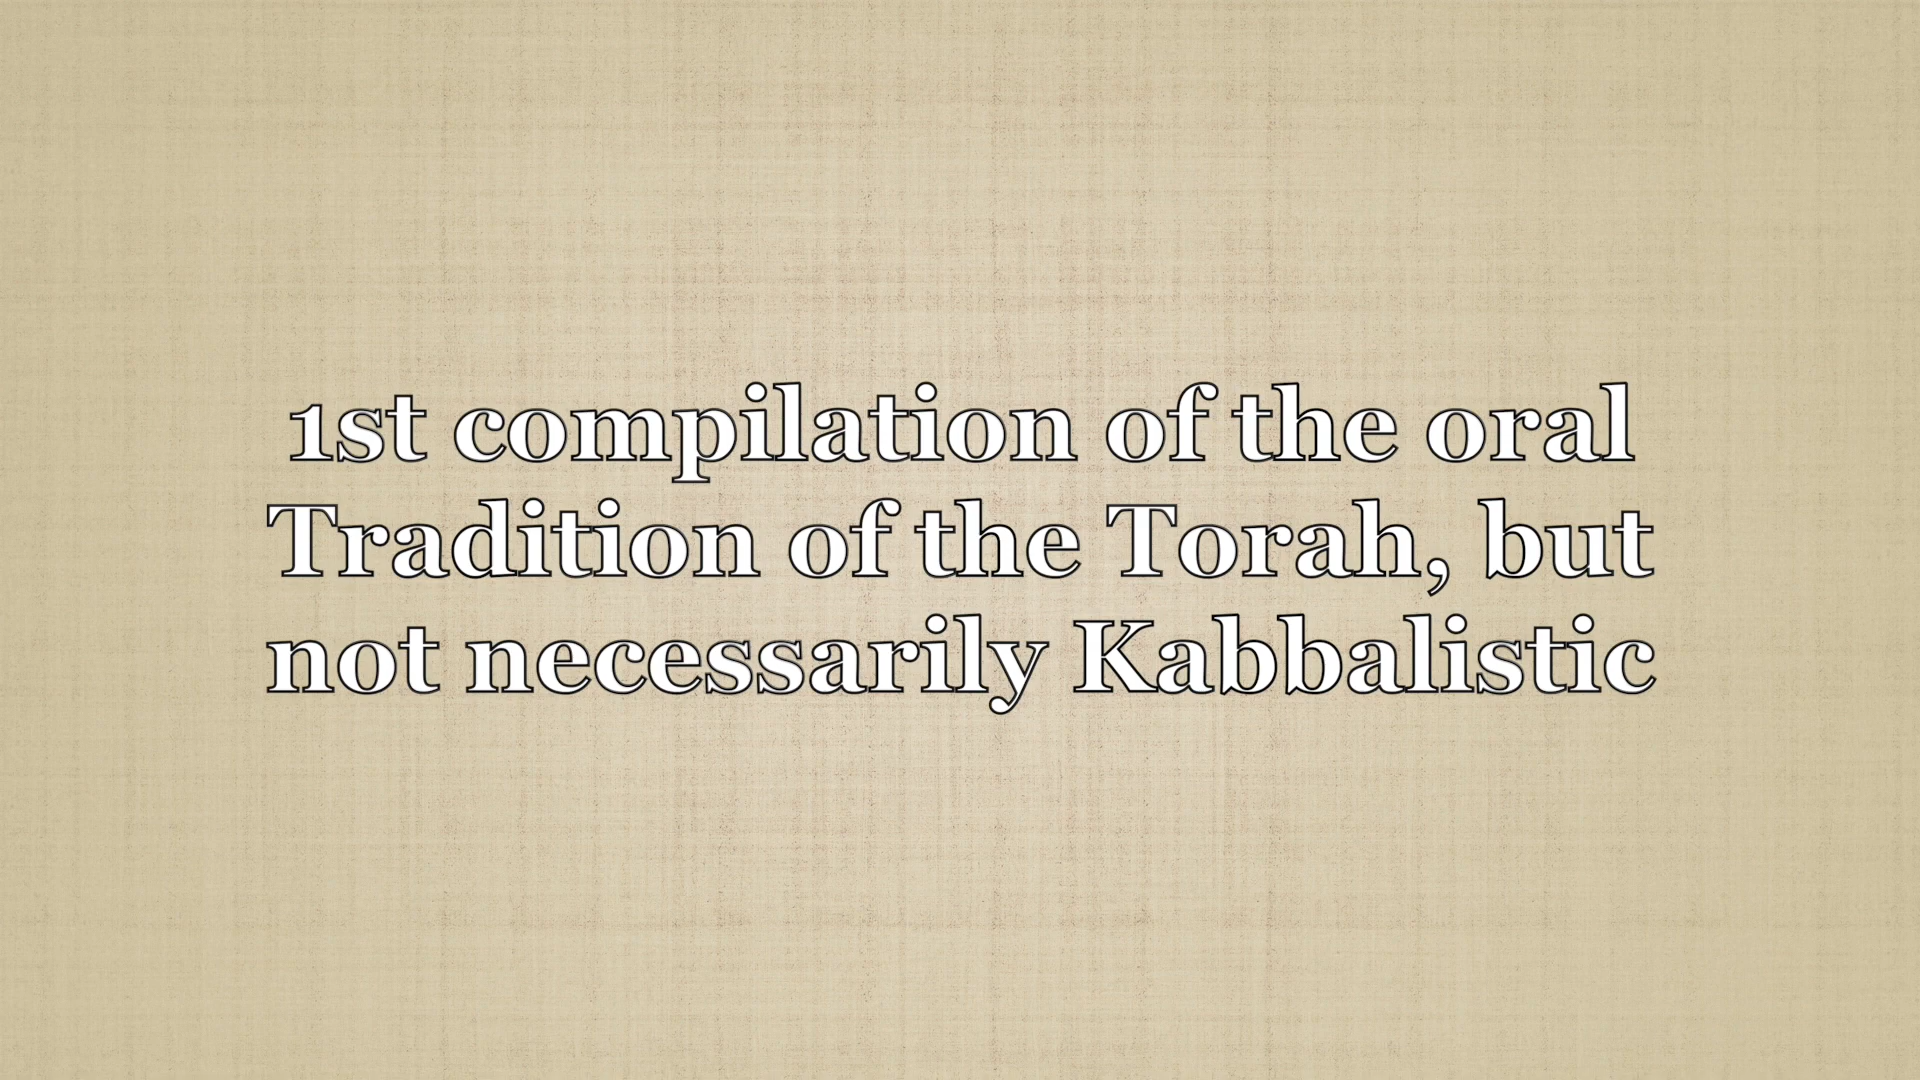 1st compilation of the oral
Tradition of the Torah, but
not necessarily Kabbalistic